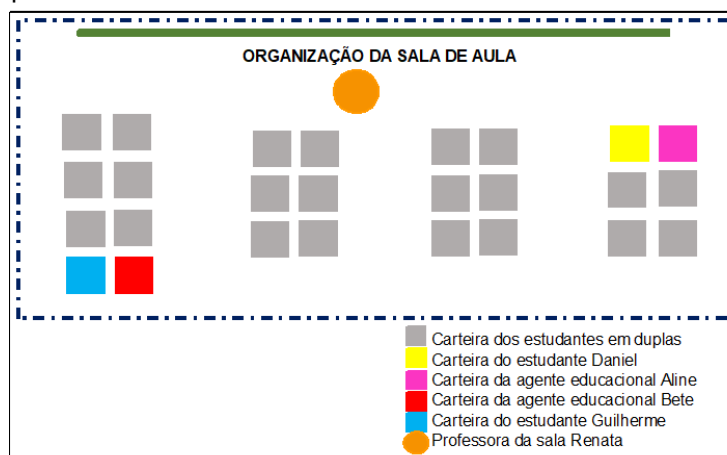 ORGANIZAÇÃO DA SALA DE AULA
Carteira dos estudantes em duplas
Carteira do estudante Daniel
Carteira da agente educacional Aline
Carteira da agente educacional Bete
Carteira do estudante Guilherme
Professora da sala Renata